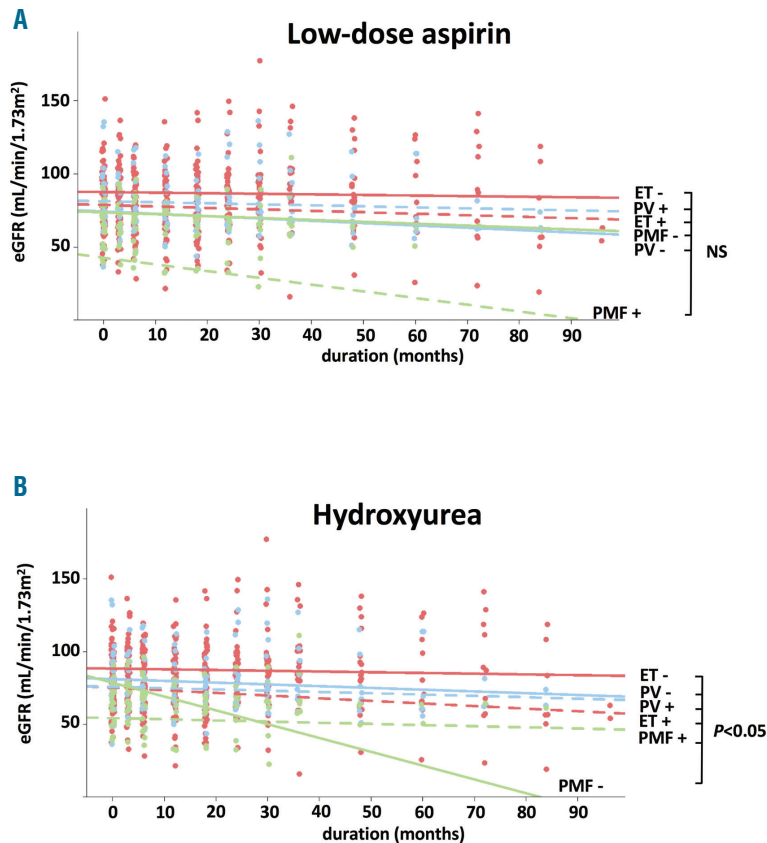 A
Low-dose aspirin
eGFR (mL/min/1.73m²)
150
100
50
0 10 20 30 40 50 60 70 80 90
duration (months)
ET -
PV +
ET +
PMF -
PV -
PMF +
NS
B
Hydroxyurea
eGFR (mL/min/1.73m²)
150
100
50
0 10 20 30 40 50 60 70 80 90
duration (months)
ET -
PV -
PV +
ET +
PMF +
PMF -
P<0.05